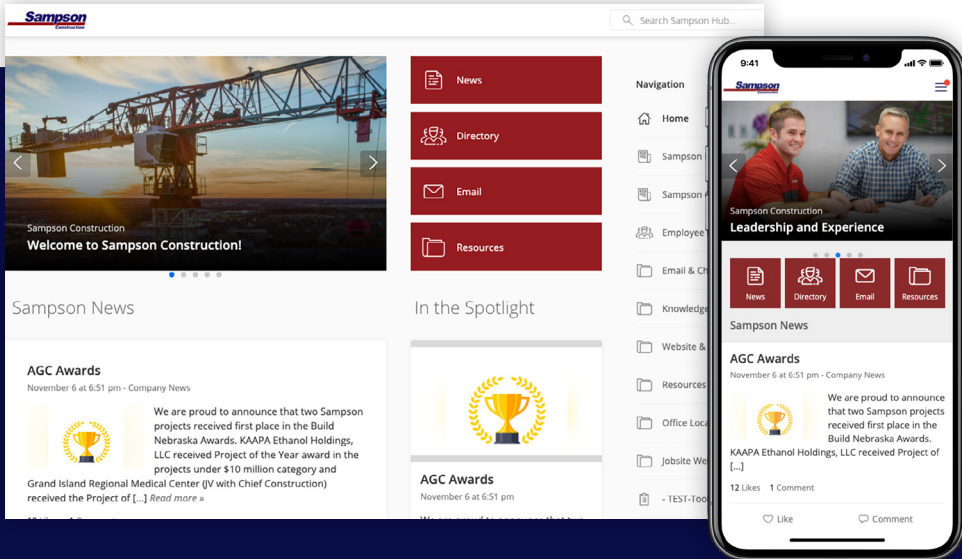 Sampson
Construction
Search Sampson Hub...
Sampson Construction
Welcome to Sampson Construction!
News
Directory
Email
Resources
Navigation
Home
Sampson
Sampson
Employee
Email & Ch
Knowledge
Website &
Resources
Office Loca
Jobsite We
- TEST-Too
Sampson News
AGC Awards
November 6 at 6:51 pm - Company News
We are proud to announce that two Sampson
projects received first place in the Build
Nebraska Awards. KAAPA Ethanol Holdings,
LLC received Project of the Year award in the
projects under $10 million category and
Grand Island Regional Medical Center (JV with Chief Construction)
received the Project of [...] Read more »
In the Spotlight
AGC Awards
November 6 at 6:51 pm
9:41
Sampson
Construction
Sampson Construction
Leadership and Experience
News
Directory
Email
Resources
Sampson News
AGC Awards
November 6 at 6:51 pm - Company News
We are proud to announce
that two Sampson
projects received first
place in the Build
Nebraska Awards.
KAAPA Ethanol Holdings, LLC received Project of
[...]
12 Likes 1 Comment
Like
Comment